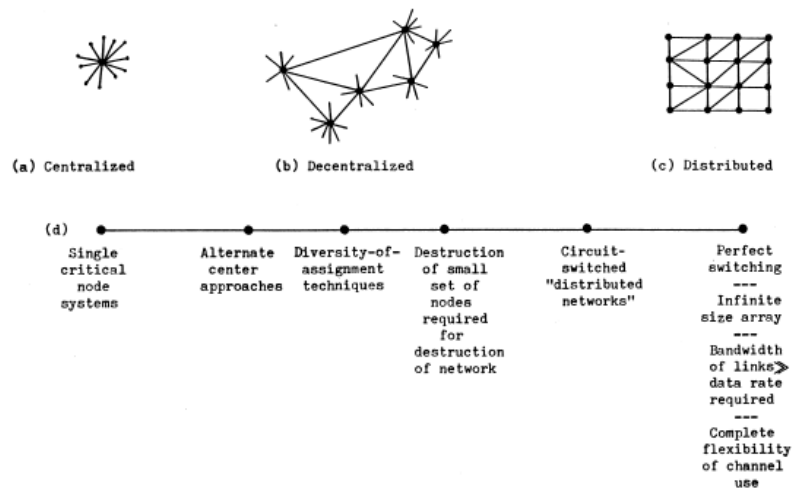 (a) Centralized
(b) Decentralized
(c) Distributed
(d)
Single
critical
node
systems
Alternate
center
approaches
Diversity-of-
assignment
techniques
Destruction
of small
set of
nodes
required
for
destruction
of network
Circuit-
switched
"distributed
networks"
Perfect
switching
---
Infinite
size array
---
Bandwidth
of links≫
data rate
required
---
Complete
flexibility
of channel
use